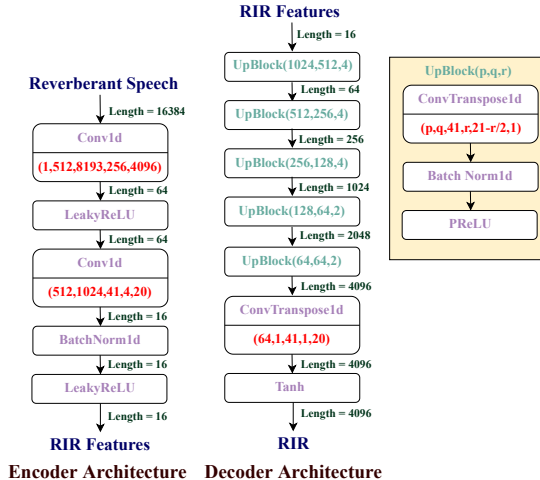 Reverberant Speech
Length = 16384
Conv1d
(1,512,8193,256,4096)
Length = 64
LeakyReLU
Length = 64
Conv1d
(512,1024,41,4,20)
Length = 16
BatchNorm1d
Length = 16
LeakyReLU
Length = 16
RIR Features
Encoder Architecture
RIR Features
Length = 16
UpBlock(1024,512,4)
Length = 64
UpBlock(512,256,4)
Length = 256
UpBlock(256,128,4)
Length = 1024
UpBlock(128,64,2)
Length = 2048
UpBlock(64,64,2)
Length = 4096
ConvTranspose1d
(64,1,41,1,20)
Length = 4096
Tanh
Length = 4096
RIR
Decoder Architecture
UpBlock(p,q,r)
ConvTranspose1d
(p,q,41,r,21-r/2,1)
Batch Norm1d
PReLU